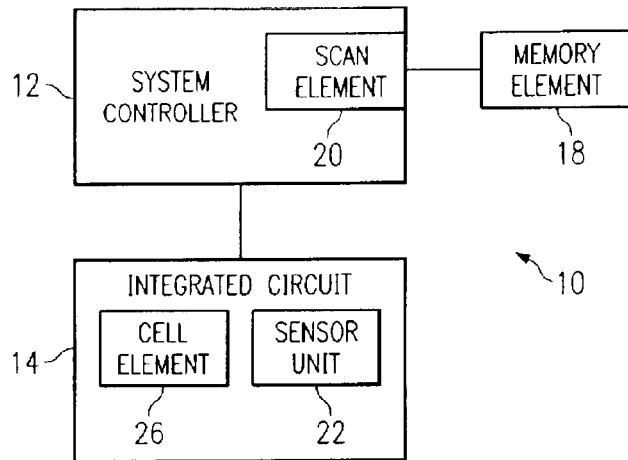 SYSTEM
CONTROLLER
SCAN
ELEMENT
MEMORY
ELEMENT
12
20
18
INTEGRATED CIRCUIT
CELL
ELEMENT
SENSOR
UNIT
10
14
26
22